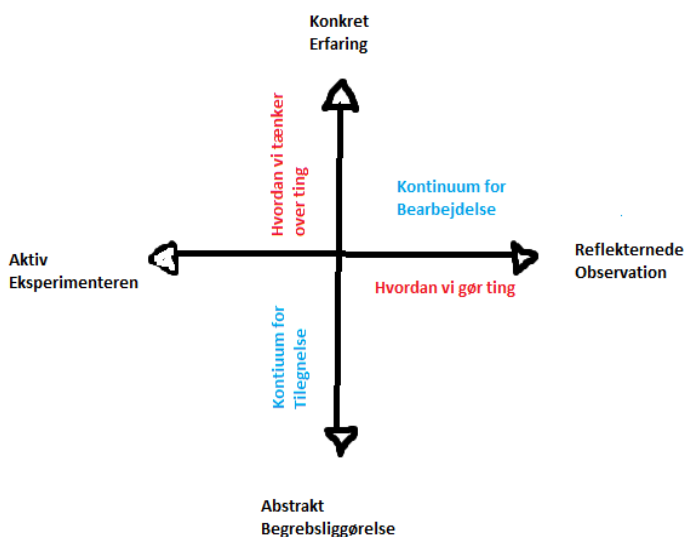 Konkret
Erfaring
Hvordan vi tænker
over ting
Kontinuum for
Bearbejdelse
Aktiv
Eksperimenteren
Reflekternede
Observation
Hvordan vi gør ting
Kontiuum for
Tilegnelse
Abstrakt
Begrebsliggørelse